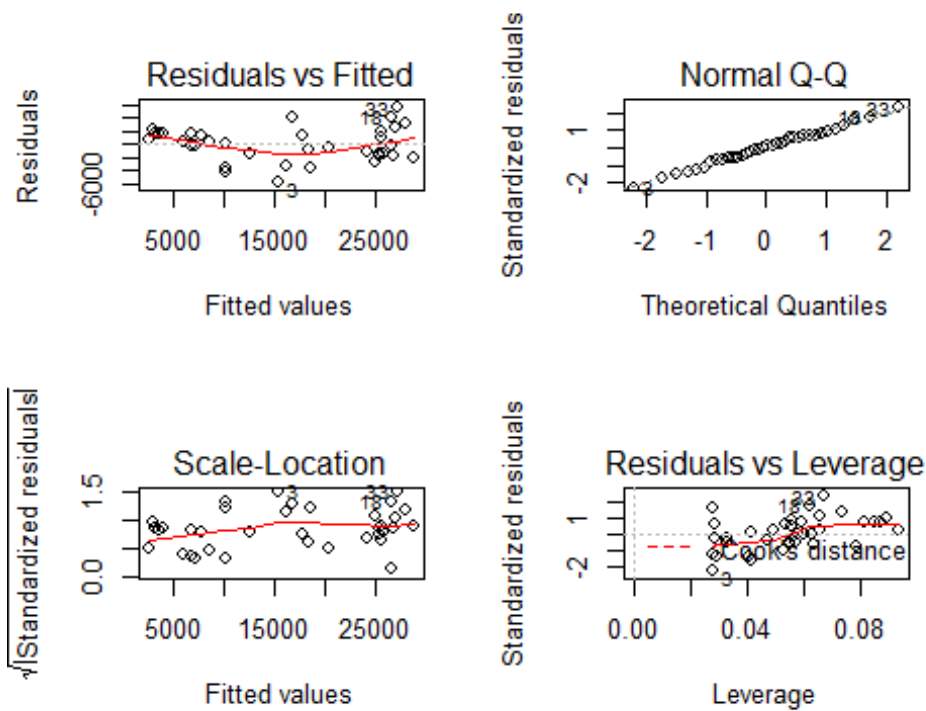 Residuals vs Fitted
Residuals
-6000
33
18
3
5000 15000 25000
Fitted values
Normal Q-Q
Standardized residuals
1
-2
18 33
3
-2 -1 0 1 2
Theoretical Quantiles
Scale-Location
√|Standardized residuals|
1.5
0.0
3
33
18
5000 15000 25000
Fitted values
Residuals vs Leverage
Standardized residuals
1
-2
33
18
Cook's distance
3
0.00 0.04 0.08
Leverage